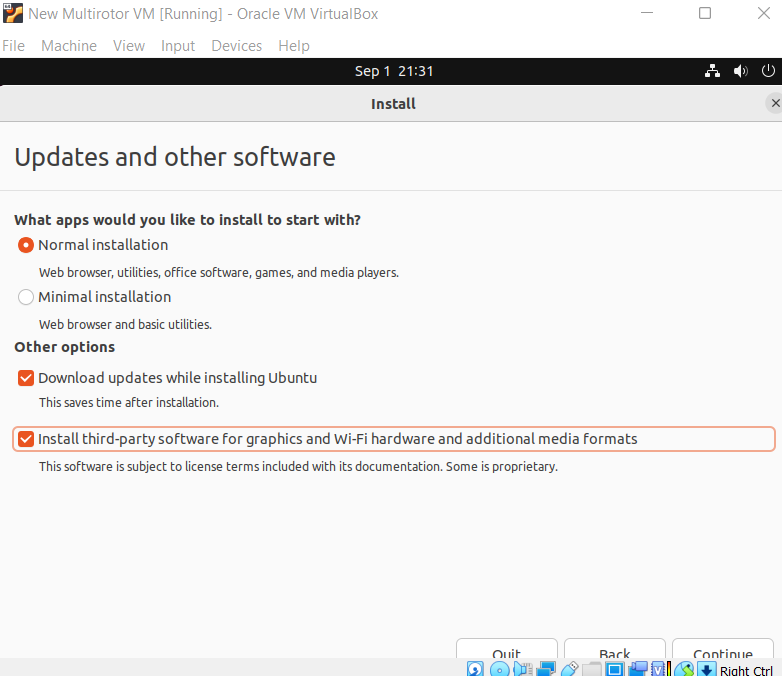 New Multirotor VM [Running] - Oracle VM VirtualBox
File Machine View Input Devices Help
Sep 1 21:31
Install
Updates and other software
What apps would you like to install to start with?
Normal installation
Web browser, utilities, office software, games, and media players.
Minimal installation
Web browser and basic utilities.
Other options
Download updates while installing Ubuntu
This saves time after installation.
Install third-party software for graphics and Wi-Fi hardware and additional media formats
This software is subject to license terms included with its documentation. Some is proprietary.
Quit Back Continue
Right Ctrl